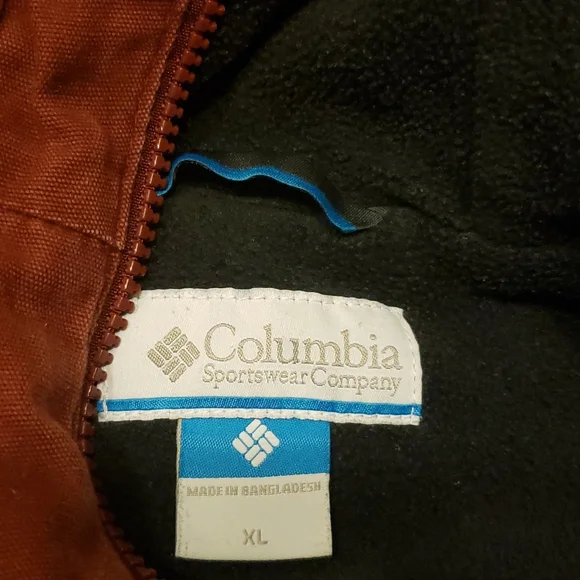 Columbia
Sportswear Company
MADE IN BANGLADESH
XL